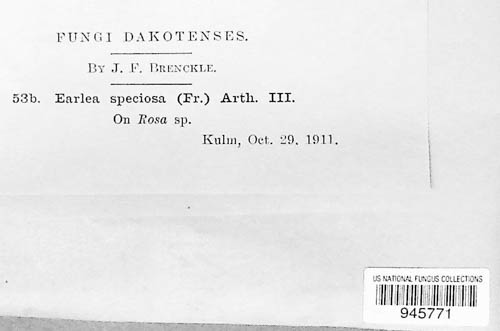 FUNGI DAKOTENSES.
BY J. F. BRENCKLE.
53b. Earlea speciosa (Fr.) Arth. III.
On Rosa sp.
Kulm, Oct. 29, 1911.
US NATIONAL FUNGUS COLLECTIONS
945771